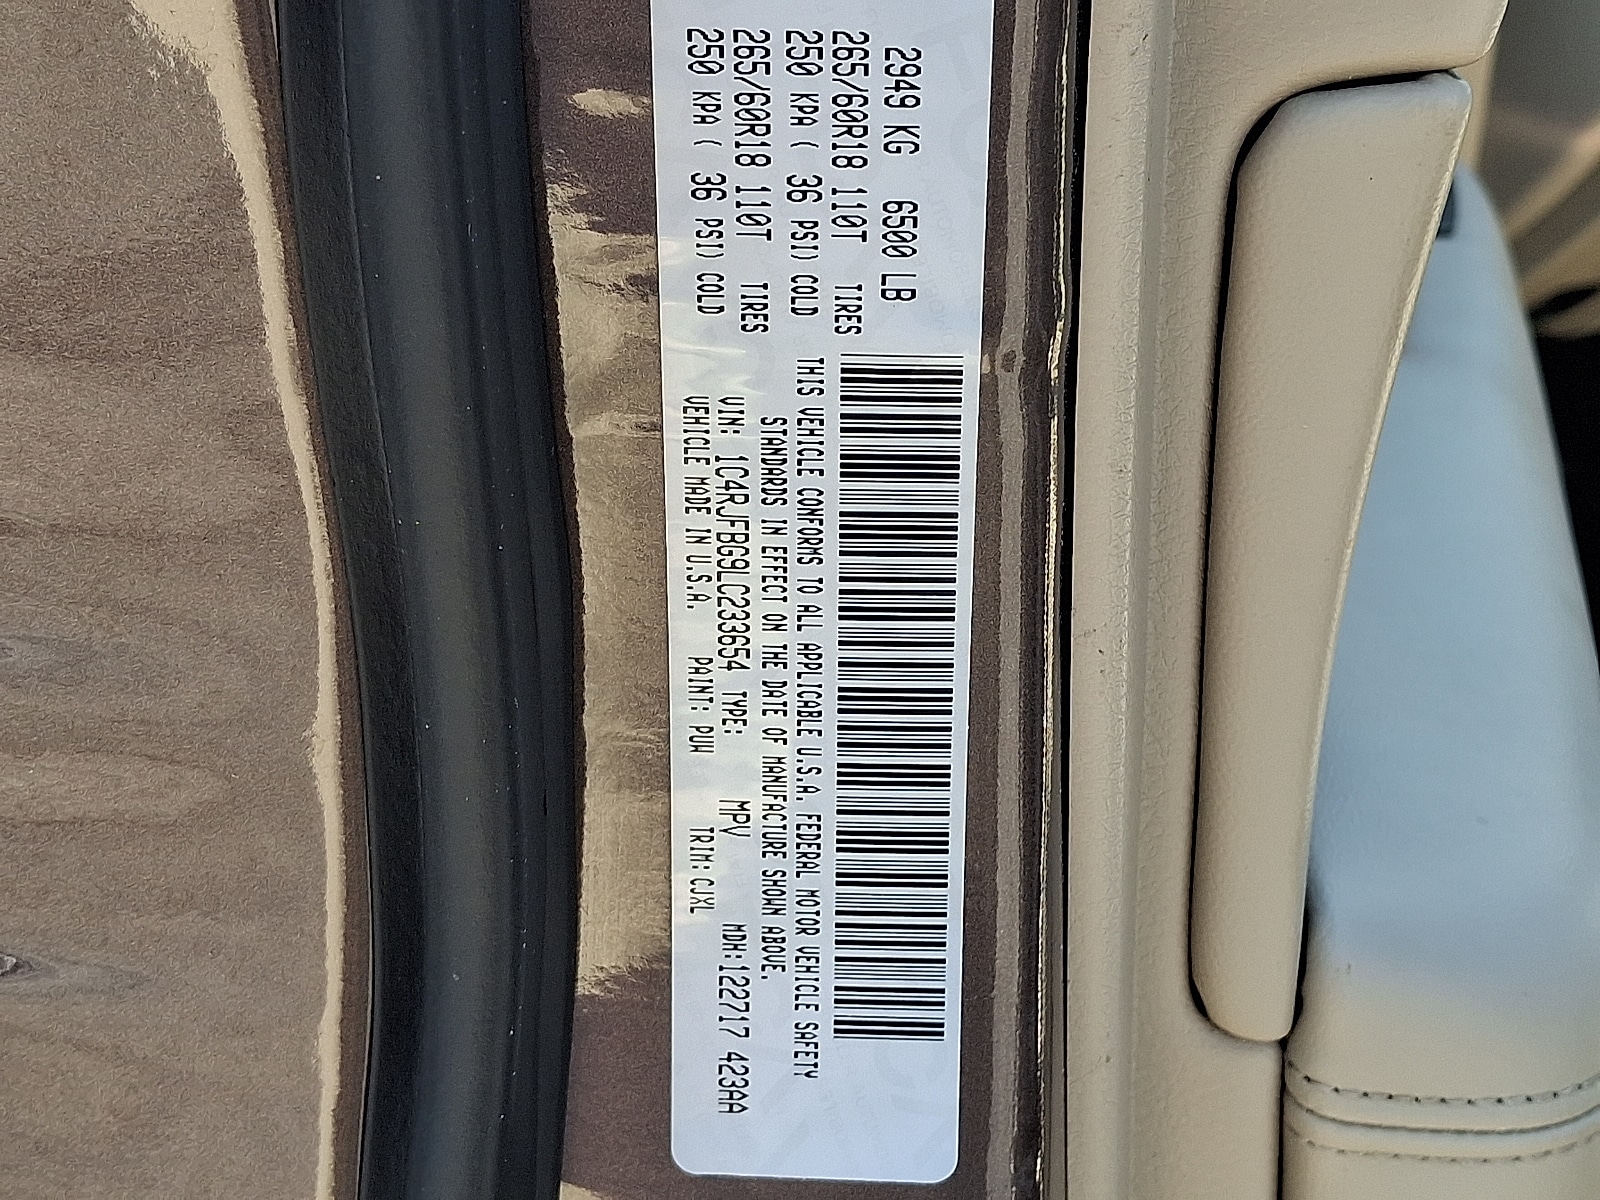 2949 KG 6500 LB
265/60R18 110T TIRES
250 KPA ( 36 PSI) COLD
265/60R18 110T TIRES
250 KPA ( 36 PSI) COLD
THIS VEHICLE CONFORMS TO ALL APPLICABLE U.S.A. FEDERAL MOTOR VEHICLE SAFETY
STANDARDS IN EFFECT ON THE DATE OF MANUFACTURE SHOWN ABOVE.
VIN: 1C4RJFBG9LC233654 TYPE: MPV MDH:122717 423AA
VEHICLE MADE IN U.S.A. PAINT: PUW TRIM:CJXL